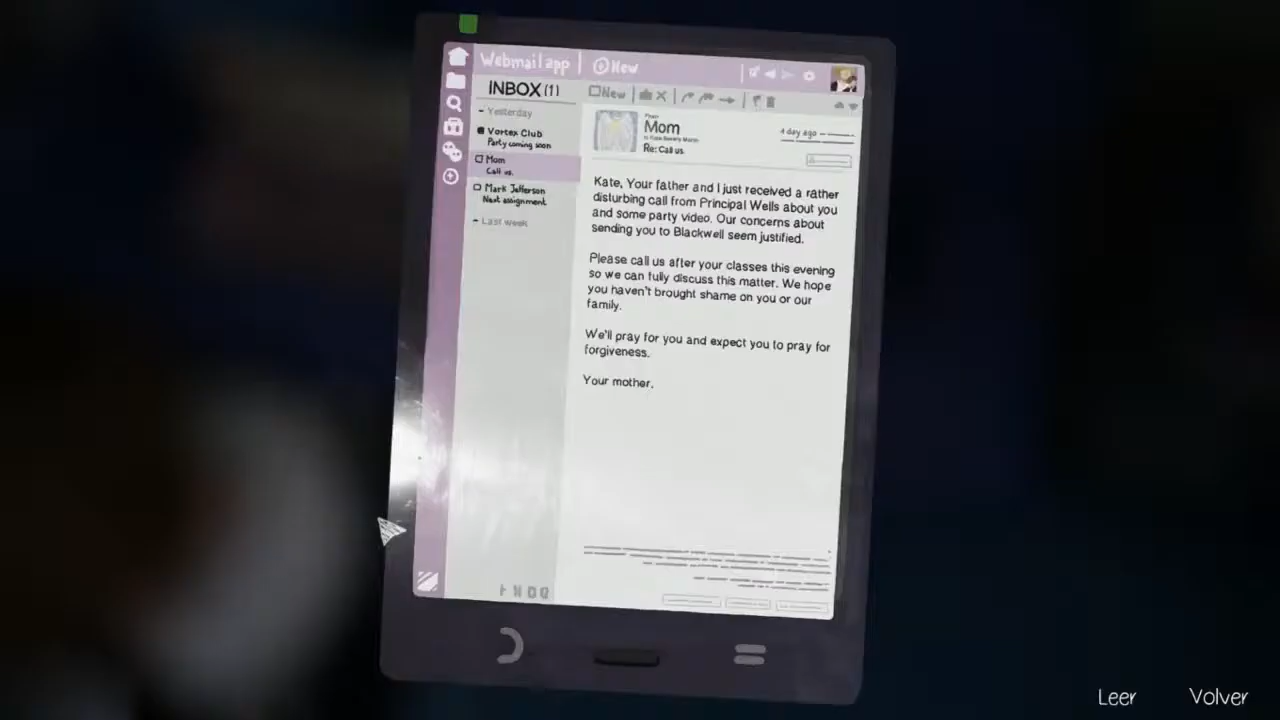 Webmail app
New
INBOX (1)
- Yesterday
Vortex Club
Party coming soon
Mom
Call us.
Mark Jefferson
Next assignment
- Last week
New
From:
Mom
Re: Call us
4 day ago
Kate, Your father and I just received a rather
disturbing call from Principal Wells about you
and some party video. Our concerns about
sending you to Blackwell seem justified.
Please call us after your classes this evening
so we can fully discuss this matter. We hope
you haven't brought shame on you or our
family.
We'll pray for you and expect you to pray for
forgiveness.
Your mother.
Leer
Volver